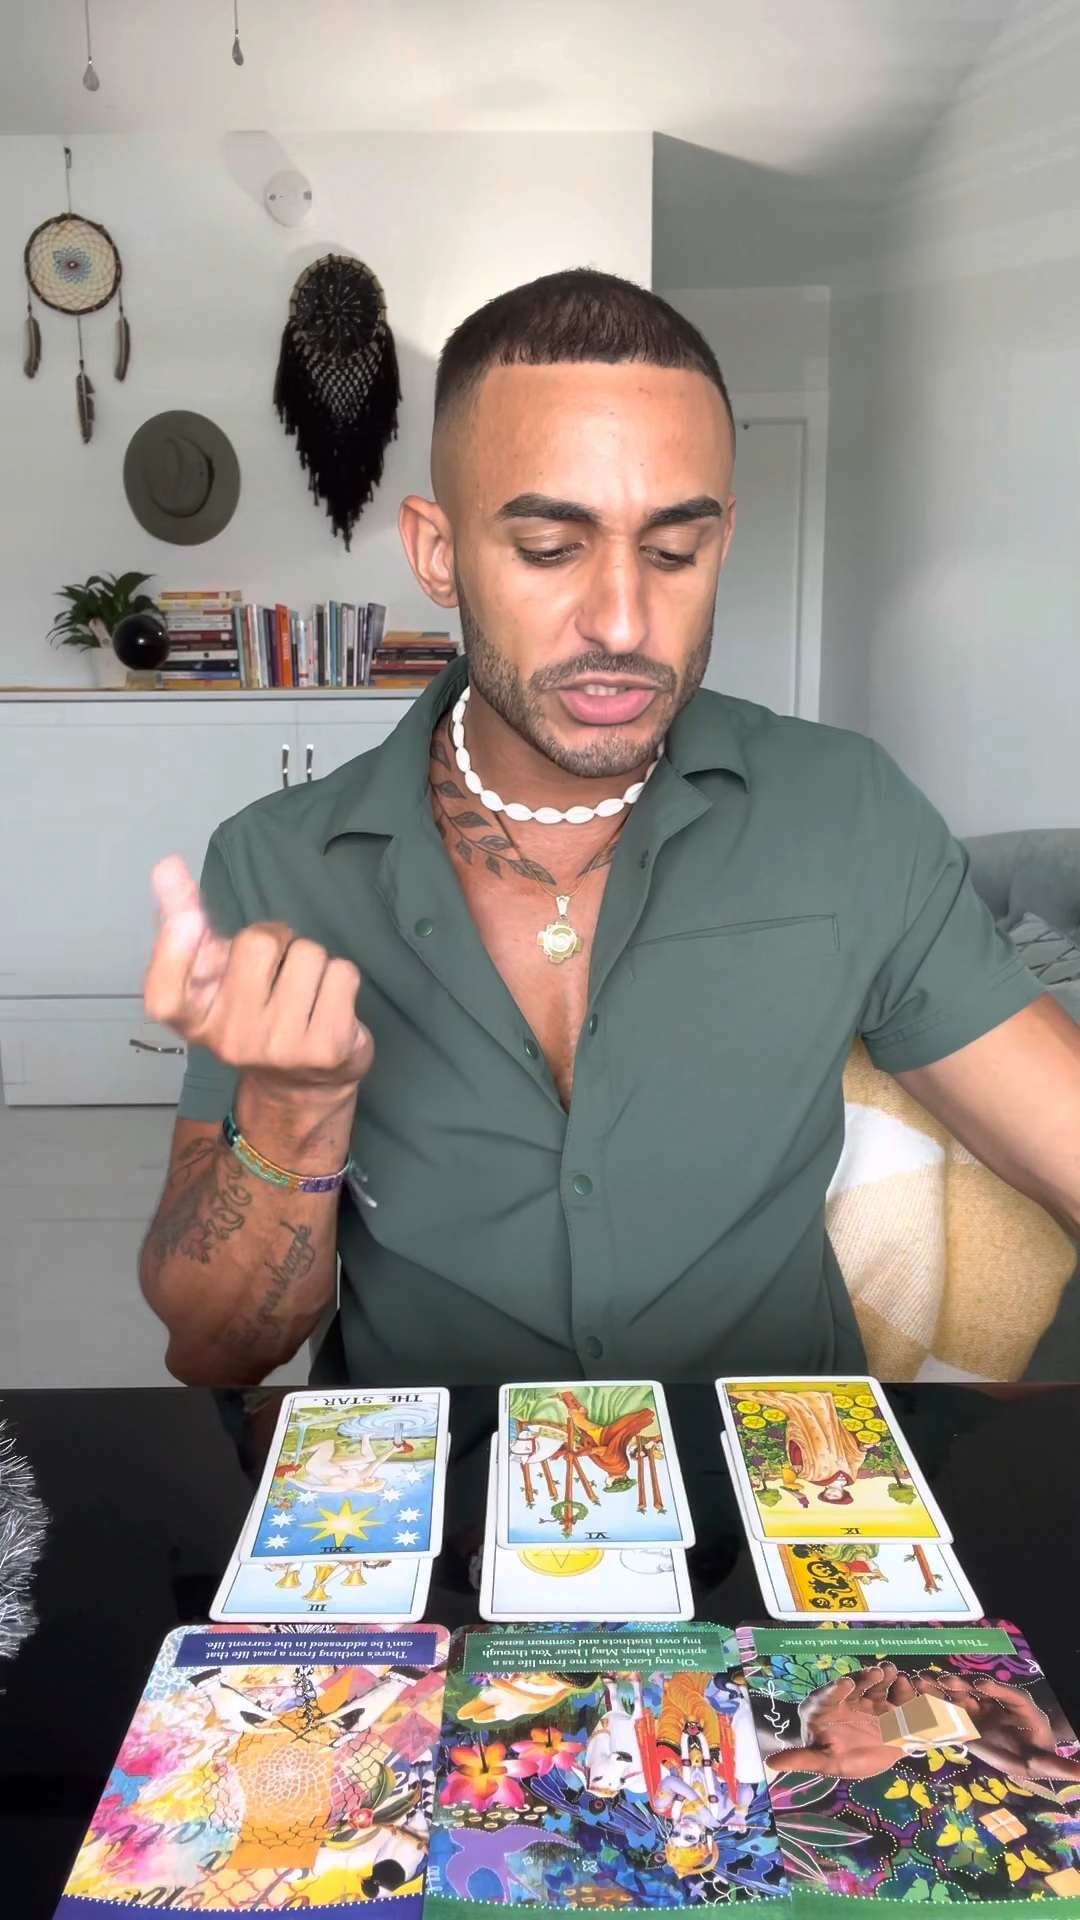 your struggle
THE STAR.
XVII
III
VI
IX
There's nothing from a past life that
can't be addressed in the current life.
"Oh my Lord, wake me from life as a
spiritual sheep. May I hear You through
my own instincts and common sense."
"This is happening for me, not to me."